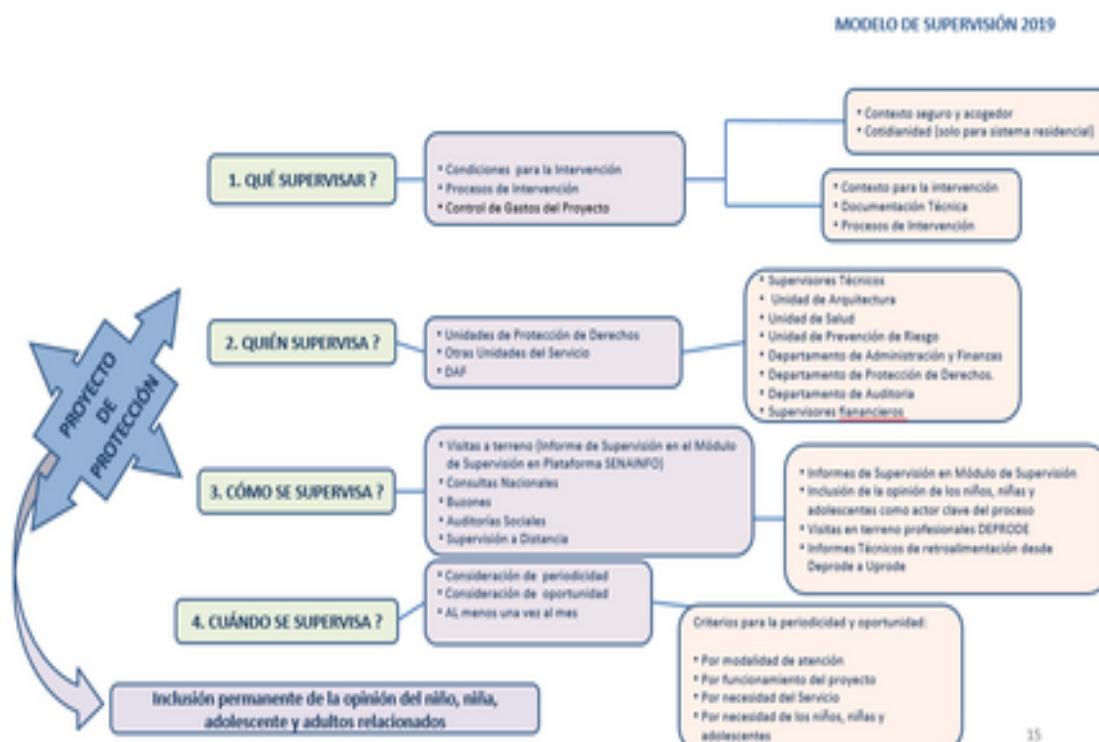 MODELO DE SUPERVISIÓN 2019
1. QUÉ SUPERVISAR ?
• Condiciones para la Intervención
• Procesos de Intervención
• Control de Gastos del Proyecto
• Contexto seguro y acogedor
• Cotidianidad (solo para sistema residencial)
• Contexto para la intervención
• Documentación Técnica
• Procesos de Intervención
PROYECTO
DE
PROTECCIÓN
2. QUIÉN SUPERVISA ?
• Unidades de Protección de Derechos
• Otras Unidades del Servicio
• DAF
• Supervisores Técnicos
• Unidad de Arquitectura
• Unidad de Salud
• Unidad de Prevención de Riesgo
• Departamento de Administración y Finanzas
• Departamento de Protección de Derechos.
• Departamento de Auditoria
• Supervisores fianancieros
3. CÓMO SE SUPERVISA ?
• Visitas a terreno (Informe de Supervisión en el Módulo
de Supervisión en Plataforma SENAINFO)
• Consultas Nacionales
• Buzones
• Auditorías Sociales
• Supervisión a Distancia
• Informes de Supervisión en Módulo de Supervisión
• Inclusión de la opinión de los niños, niñas y
adolescentes como actor clave del proceso
• Visitas en terreno profesionales DEPRODE
• Informes Técnicos de retroalimentación desde
Deprode a Uprode
4. CUÁNDO SE SUPERVISA ?
• Consideración de periodicidad
• Consideración de oportunidad
• AL menos una vez al mes
Criterios para la periodicidad y oportunidad:
• Por modalidad de atención
• Por funcionamiento del proyecto
• Por necesidad del Servicio
• Por necesidad de los niños, niñas y
adolescentes
Inclusión permanente de la opinión del niño, niña,
adolescente y adultos relacionados
15